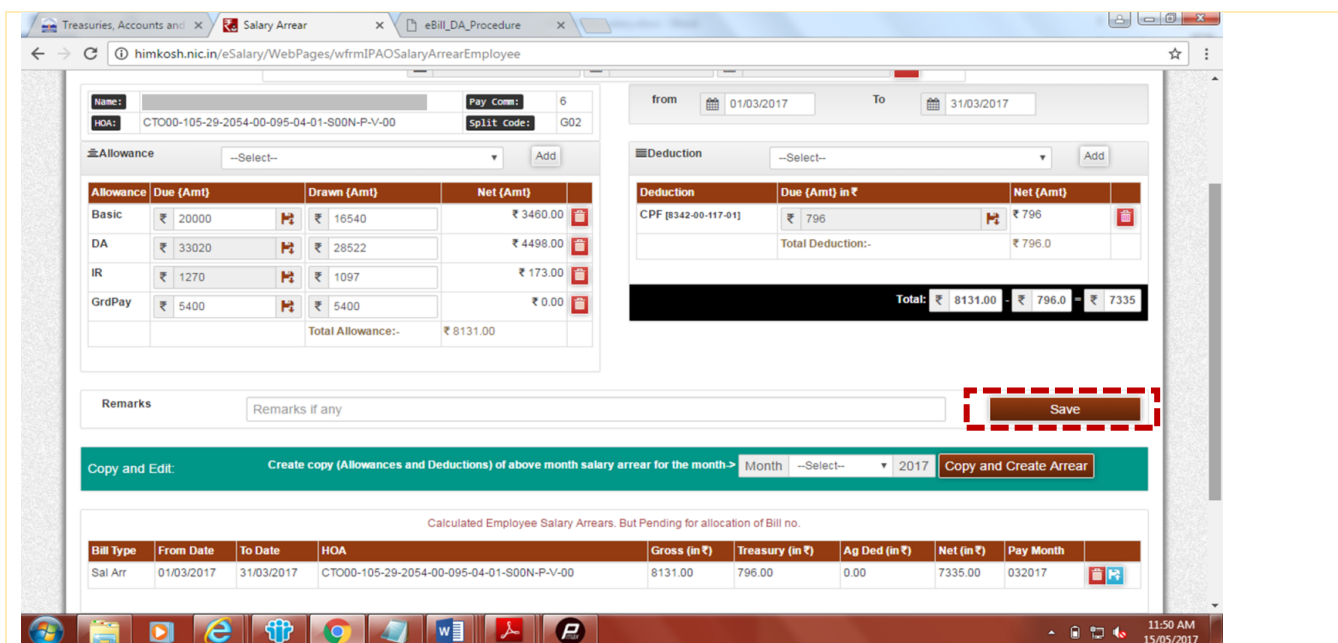 Treasuries, Accounts and
Salary Arrear
eBill_DA_Procedure
himkosh.nic.in/eSalary/WebPages/wfrmIPAOSalaryArrearEmployee
Name:
Pay Comm: 6
HOA: CTO00-105-29-2054-00-095-04-01-S00N-P-V-00 Split Code: G02
from 01/03/2017 To 31/03/2017
Allowance --Select-- Add
Allowance Due {Amt} Drawn {Amt} Net {Amt}
Basic ₹ 20000 ₹ 16540 ₹ 3460.00
DA ₹ 33020 ₹ 28522 ₹ 4498.00
IR ₹ 1270 ₹ 1097 ₹ 173.00
GrdPay ₹ 5400 ₹ 5400 ₹ 0.00
Total Allowance:- ₹ 8131.00
Deduction --Select-- Add
Deduction Due {Amt} in ₹ Net {Amt}
CPF [8342-00-117-01] ₹ 796 ₹ 796
Total Deduction:- ₹ 796.0
Total: ₹ 8131.00 - ₹ 796.0 = ₹ 7335
Remarks Remarks if any Save
Copy and Edit: Create copy (Allowances and Deductions) of above month salary arrear for the month-> Month --Select-- 2017 Copy and Create Arrear
Calculated Employee Salary Arrears. But Pending for allocation of Bill no.
Bill Type From Date To Date HOA Gross (in ₹) Treasury (in ₹) Ag Ded (in ₹) Net (in ₹) Pay Month
Sal Arr 01/03/2017 31/03/2017 CTO00-105-29-2054-00-095-04-01-S00N-P-V-00 8131.00 796.00 0.00 7335.00 032017
11:50 AM
15/05/2017